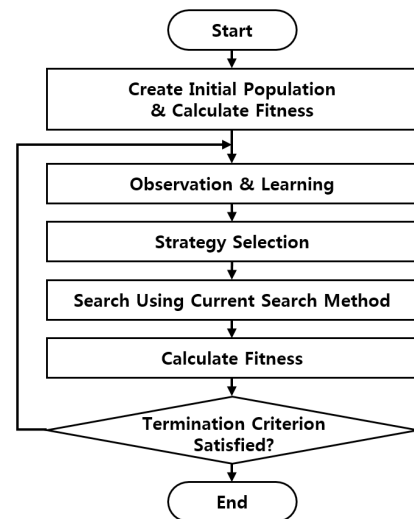 Start
Create Initial Population
& Calculate Fitness
Observation & Learning
Strategy Selection
Search Using Current Search Method
Calculate Fitness
Termination Criterion
Satisfied?
End